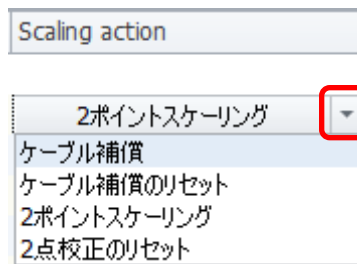 Scaling action
2ポイントスケーリング
ケーブル補償
ケーブル補償のリセット
2ポイントスケーリング
2点校正のリセット